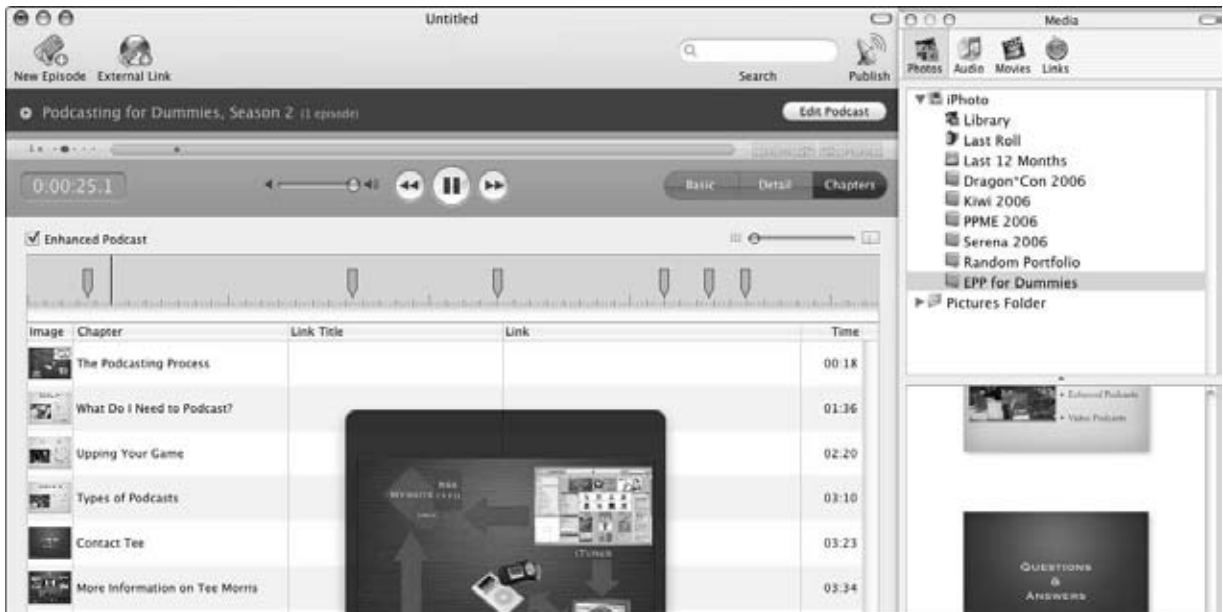 Untitled
New Episode External Link
Search Publish
Podcasting for Dummies, Season 2 (1 episode)
Edit Podcast
1x
0:00:25.1
Basic Detail Chapters
Enhanced Podcast
Image Chapter Link Title Link Time
The Podcasting Process 00:18
What Do I Need to Podcast? 01:36
Upping Your Game 02:20
Types of Podcasts 03:10
Contact Tee 03:23
More Information on Tee Morris 03:34
WEBSITE
RSS
FEED
ITUNES
Media
Photos Audio Movies Links
iPhoto
Library
Last Roll
Last 12 Months
Dragon*Con 2006
Kiwi 2006
PPME 2006
Serena 2006
Random Portfolio
EPP for Dummies
Pictures Folder
• Enhanced Podcasts
• Video Podcasts
QUESTIONS
&
ANSWERS